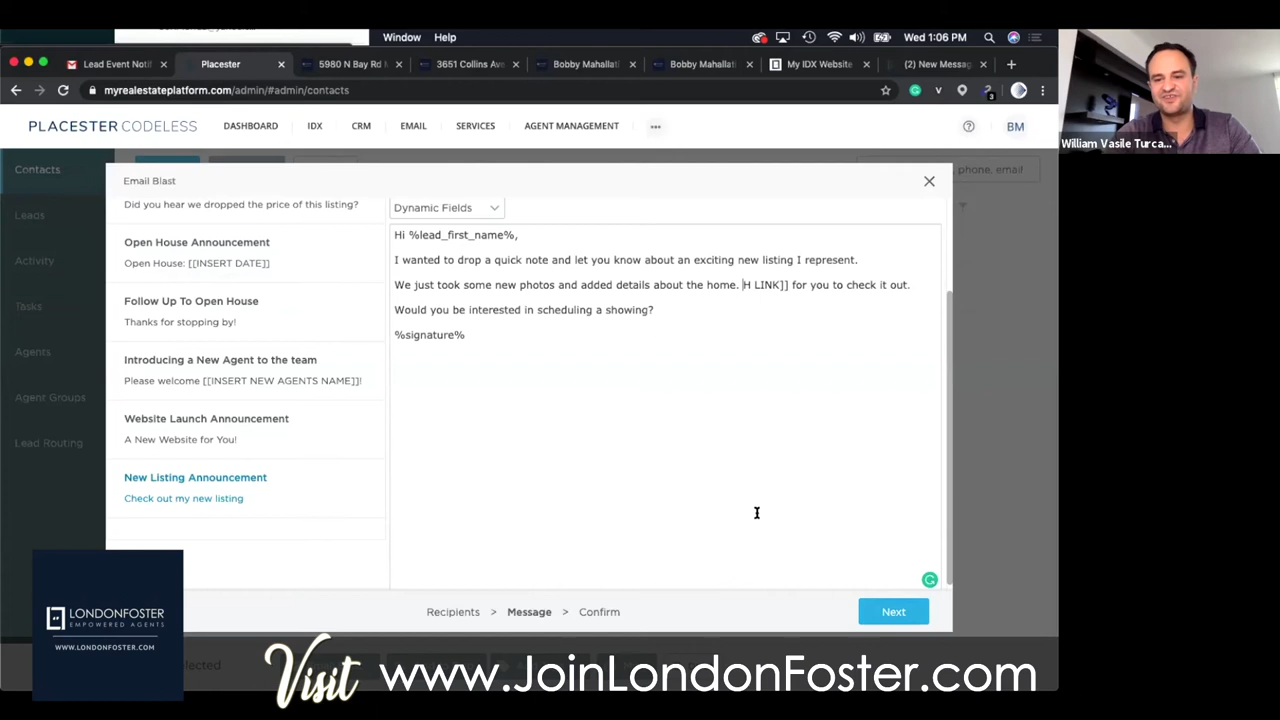 Window Help
Wed 1:06 PM
Lead Event Notif
Placester
5980 N Bay Rd
3651 Collins Ave
Bobby Mahallati
Bobby Mahallati
My IDX Website
(2) New Messag
myrealestateplatform.com/admin/#admin/contacts
3
PLACESTER CODELESS
DASHBOARD
IDX
CRM
EMAIL
SERVICES
AGENT MANAGEMENT
BM
William Vasile Turca...
Contacts
Leads
Activity
Tasks
Agents
Agent Groups
Lead Routing
, phone, email
Email Blast
Did you hear we dropped the price of this listing?
Open House Announcement
Open House: [[INSERT DATE]]
Follow Up To Open House
Thanks for stopping by!
Introducing a New Agent to the team
Please welcome [[INSERT NEW AGENTS NAME]]!
Website Launch Announcement
A New Website for You!
New Listing Announcement
Check out my new listing
Dynamic Fields
Hi %lead_first_name%,
I wanted to drop a quick note and let you know about an exciting new listing I represent.
We just took some new photos and added details about the home. H LINK]] for you to check it out.
Would you be interested in scheduling a showing?
%signature%
Recipients > Message > Confirm
Next
LONDONFOSTER
EMPOWERED AGENTS
WWW.LONDONFOSTER.COM
Visit www.JoinLondonFoster.com